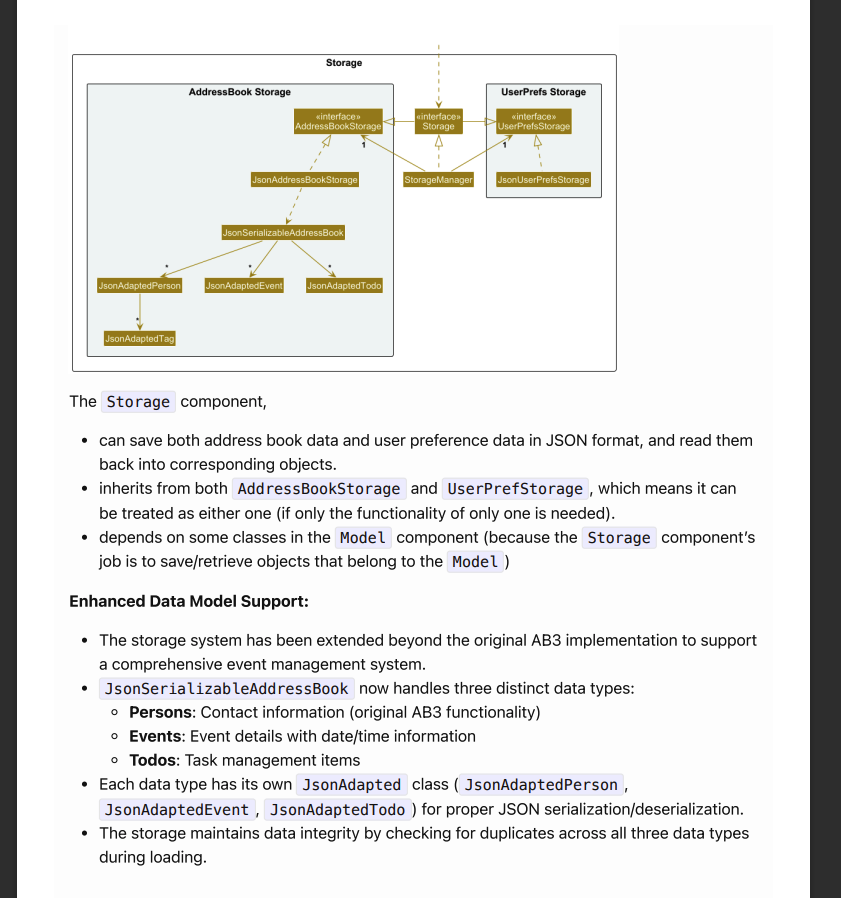 Storage
AddressBook Storage
UserPrefs Storage
«interface»
AddressBookStorage
«interface»
Storage
«interface»
UserPrefsStorage
1
1
JsonAddressBookStorage
StorageManager
JsonUserPrefsStorage
JsonSerializableAddressBook
*
*
*
JsonAdaptedPerson
JsonAdaptedEvent
JsonAdaptedTodo
*
JsonAdaptedTag
The Storage component,
• can save both address book data and user preference data in JSON format, and read them
back into corresponding objects.
• inherits from both AddressBookStorage and UserPrefStorage, which means it can
be treated as either one (if only the functionality of only one is needed).
• depends on some classes in the Model component (because the Storage component’s
job is to save/retrieve objects that belong to the Model)
Enhanced Data Model Support:
• The storage system has been extended beyond the original AB3 implementation to support
a comprehensive event management system.
• JsonSerializableAddressBook now handles three distinct data types:
◦ Persons: Contact information (original AB3 functionality)
◦ Events: Event details with date/time information
◦ Todos: Task management items
• Each data type has its own JsonAdapted class (JsonAdaptedPerson,
JsonAdaptedEvent, JsonAdaptedTodo) for proper JSON serialization/deserialization.
• The storage maintains data integrity by checking for duplicates across all three data types
during loading.